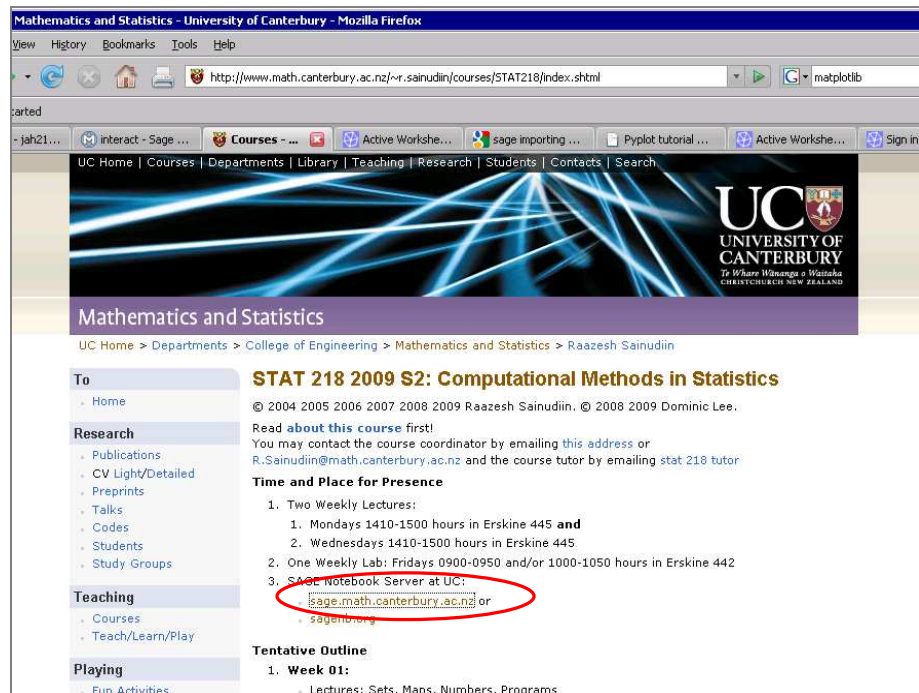 Mathematics and Statistics - University of Canterbury - Mozilla Firefox
View History Bookmarks Tools Help
http://www.math.canterbury.ac.nz/~r.sainudiin/courses/STAT218/index.shtml
G matplotlib
tarted
- jah21... interact - Sage ... Courses - ... Active Workshe... sage importing ... Pyplot tutorial ... Active Workshe... Sign in
UC Home | Courses | Departments | Library | Teaching | Research | Students | Contacts | Search
UC
UNIVERSITY OF
CANTERBURY
Te Whare Wānanga o Waitaha
CHRISTCHURCH NEW ZEALAND
Mathematics and Statistics
UC Home > Departments > College of Engineering > Mathematics and Statistics > Raazesh Sainudiin
To
Home
Research
Publications
CV Light/Detailed
Preprints
Talks
Codes
Students
Study Groups
Teaching
Courses
Teach/Learn/Play
Playing
Fun Activities
STAT 218 2009 S2: Computational Methods in Statistics
© 2004 2005 2006 2007 2008 2009 Raazesh Sainudiin. © 2008 2009 Dominic Lee.
Read about this course first!
You may contact the course coordinator by emailing this address or
R.Sainudiin@math.canterbury.ac.nz and the course tutor by emailing stat 218 tutor
Time and Place for Presence
1. Two Weekly Lectures:
1. Mondays 1410-1500 hours in Erskine 445 and
2. Wednesdays 1410-1500 hours in Erskine 445
2. One Weekly Lab: Fridays 0900-0950 and/or 1000-1050 hours in Erskine 442
3. SAGE Notebook Server at UC:
sage.math.canterbury.ac.nz or
sagenb.org
Tentative Outline
1. Week 01:
Lectures: Sets, Maps, Numbers, Programs